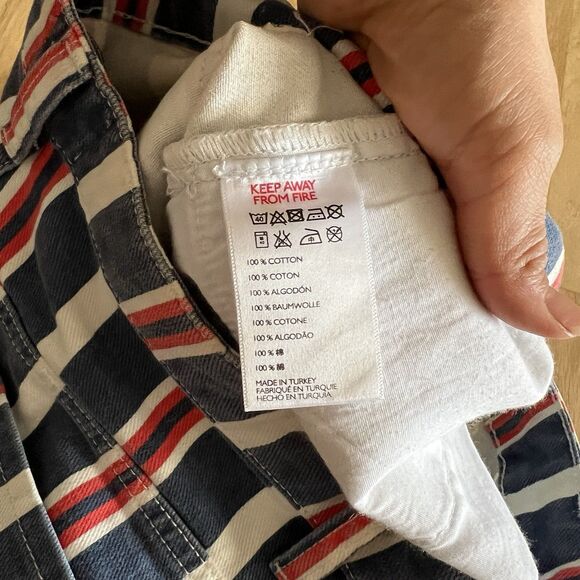 KEEP AWAY
FROM FIRE
40
100 % COTTON
100 % COTON
100 % ALGODÓN
100 % BAUMWOLLE
100 % COTONE
100 % ALGODÃO
100 % 棉
100 % 綿
MADE IN TURKEY
FABRIQUÉ EN TURQUIE
HECHO EN TURQUÍA